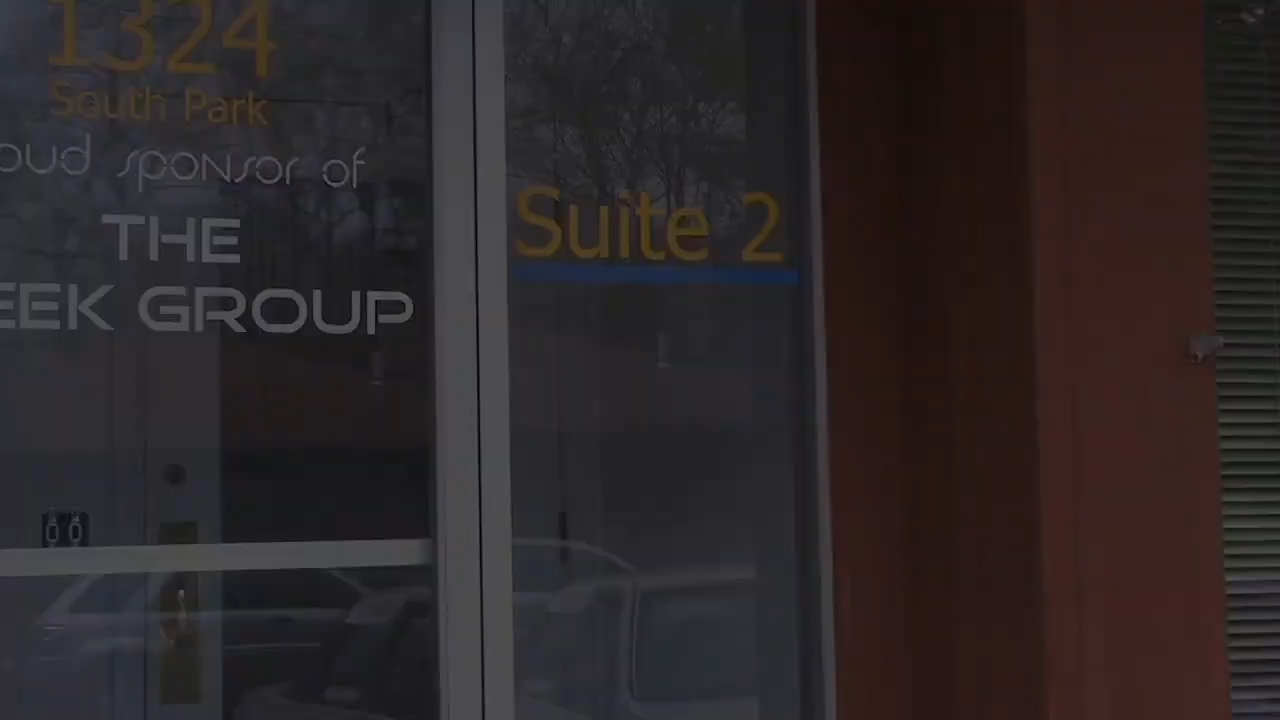 1324
South Park
oud sponsor of
THE
EEK GROUP
Suite 2